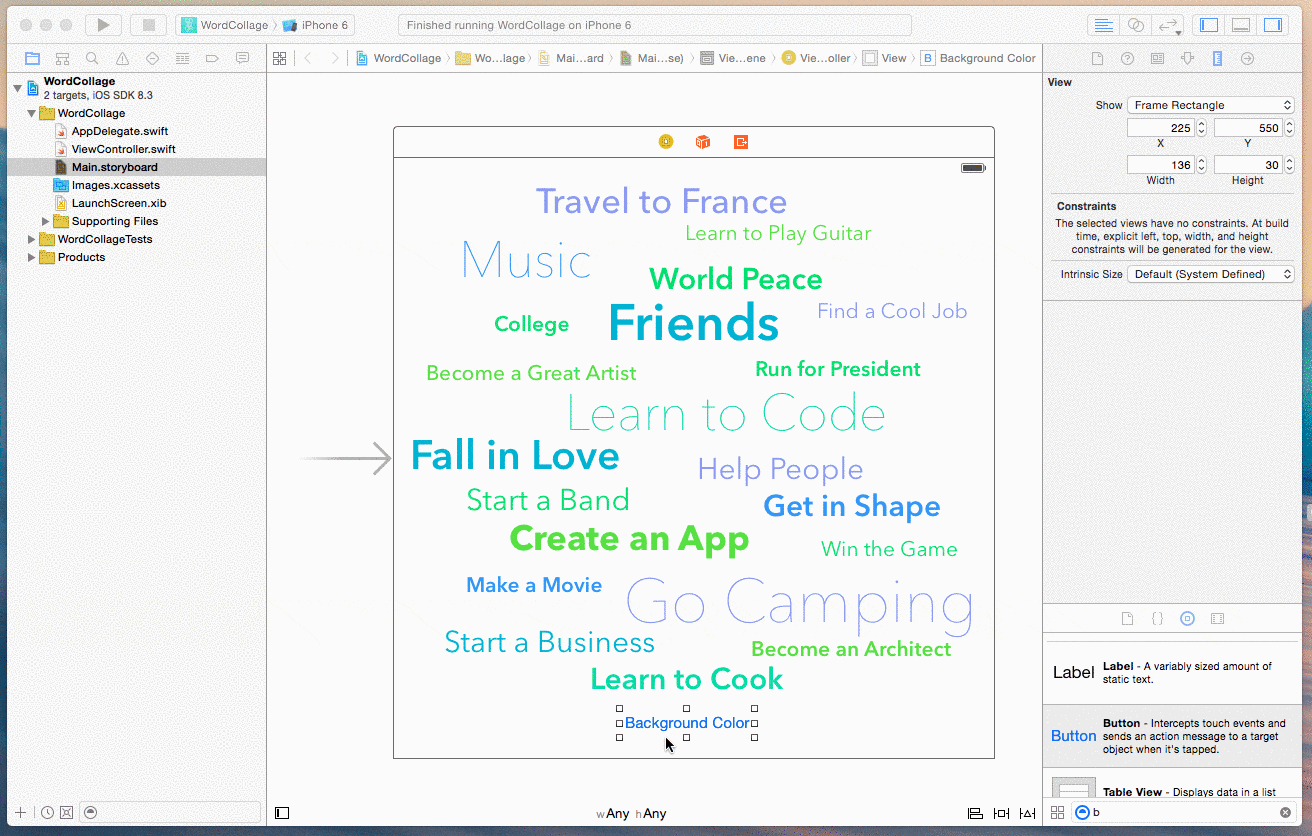 WordCollage 〉 iPhone 6
Finished running WordCollage on iPhone 6
WordCollage
2 targets, iOS SDK 8.3
WordCollage
AppDelegate.swift
ViewController.swift
Main.storyboard
Images.xcassets
LaunchScreen.xib
Supporting Files
WordCollageTests
Products
WordCollage 〉 Wo...lage 〉 Mai....ard 〉 Mai...se) 〉 Vie...ene 〉 Vie...oller 〉 View 〉 B Background Color
Travel to France
Learn to Play Guitar
Music
World Peace
Friends
Find a Cool Job
College
Become a Great Artist
Run for President
Learn to Code
Fall in Love
Help People
Start a Band
Get in Shape
Create an App
Win the Game
Make a Movie
Go Camping
Start a Business
Become an Architect
Learn to Cook
Background Color
wAny hAny
View
Show Frame Rectangle
225 550
X Y
136 30
Width Height
Constraints
The selected views have no constraints. At build
time, explicit left, top, width, and height
constraints will be generated for the view.
Intrinsic Size Default (System Defined)
Label Label - A variably sized amount of
static text.
Button Button - Intercepts touch events and
sends an action message to a target
object when it's tapped.
Table View - Displays data in a list
b